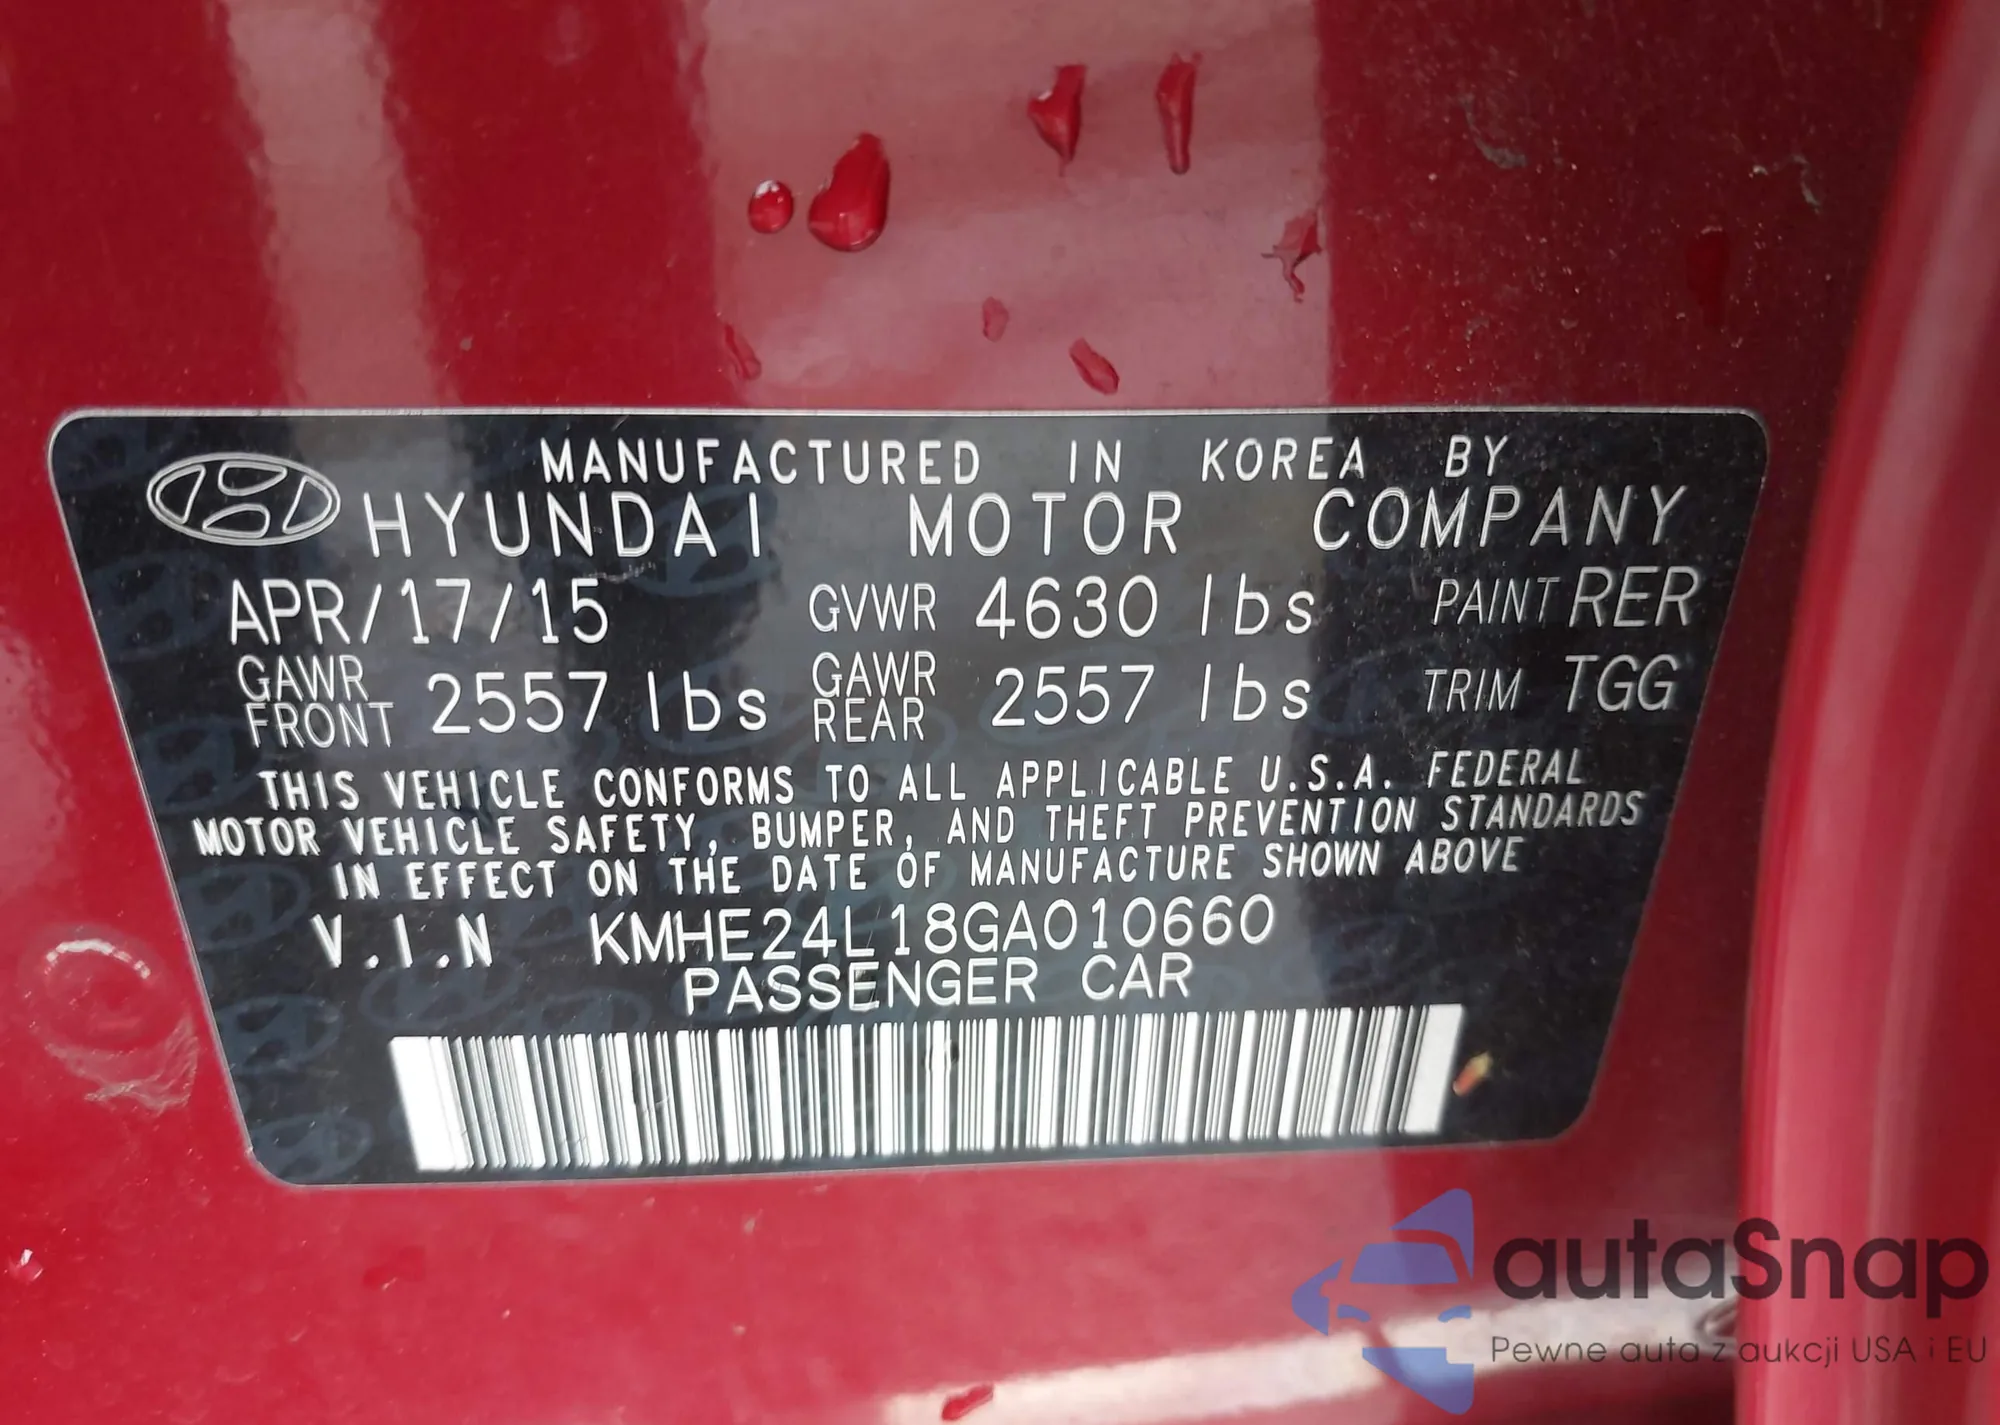 MANUFACTURED IN KOREA BY
HYUNDAI MOTOR COMPANY
APR/17/15 GVWR 4630 lbs PAINT RER
GAWR FRONT 2557 lbs GAWR REAR 2557 lbs TRIM TGG
THIS VEHICLE CONFORMS TO ALL APPLICABLE U.S.A. FEDERAL
MOTOR VEHICLE SAFETY, BUMPER, AND THEFT PREVENTION STANDARDS
IN EFFECT ON THE DATE OF MANUFACTURE SHOWN ABOVE
V.I.N KMHE24L18GA010660
PASSENGER CAR
autaSnap
Pewne auta z aukcji USA i EU